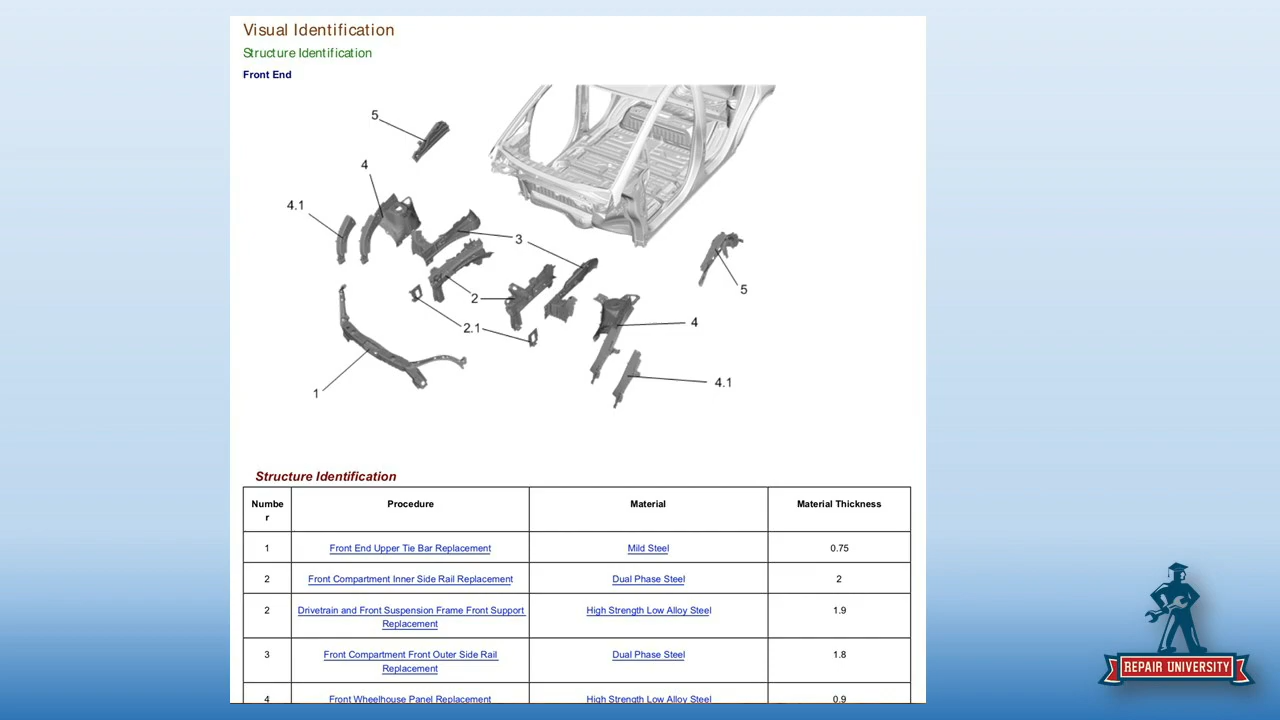 Visual Identification
Structure Identification
Front End
5
4
4.1
3
5
2
2.1
4
4.1
1
Structure Identification
Number Procedure Material Material Thickness
1 Front End Upper Tie Bar Replacement Mild Steel 0.75
2 Front Compartment Inner Side Rail Replacement Dual Phase Steel 2
2 Drivetrain and Front Suspension Frame Front Support Replacement High Strength Low Alloy Steel 1.9
3 Front Compartment Front Outer Side Rail Replacement Dual Phase Steel 1.8
4 Front Wheelhouse Panel Replacement High Strength Low Alloy Steel 0.9
REPAIR UNIVERSITY